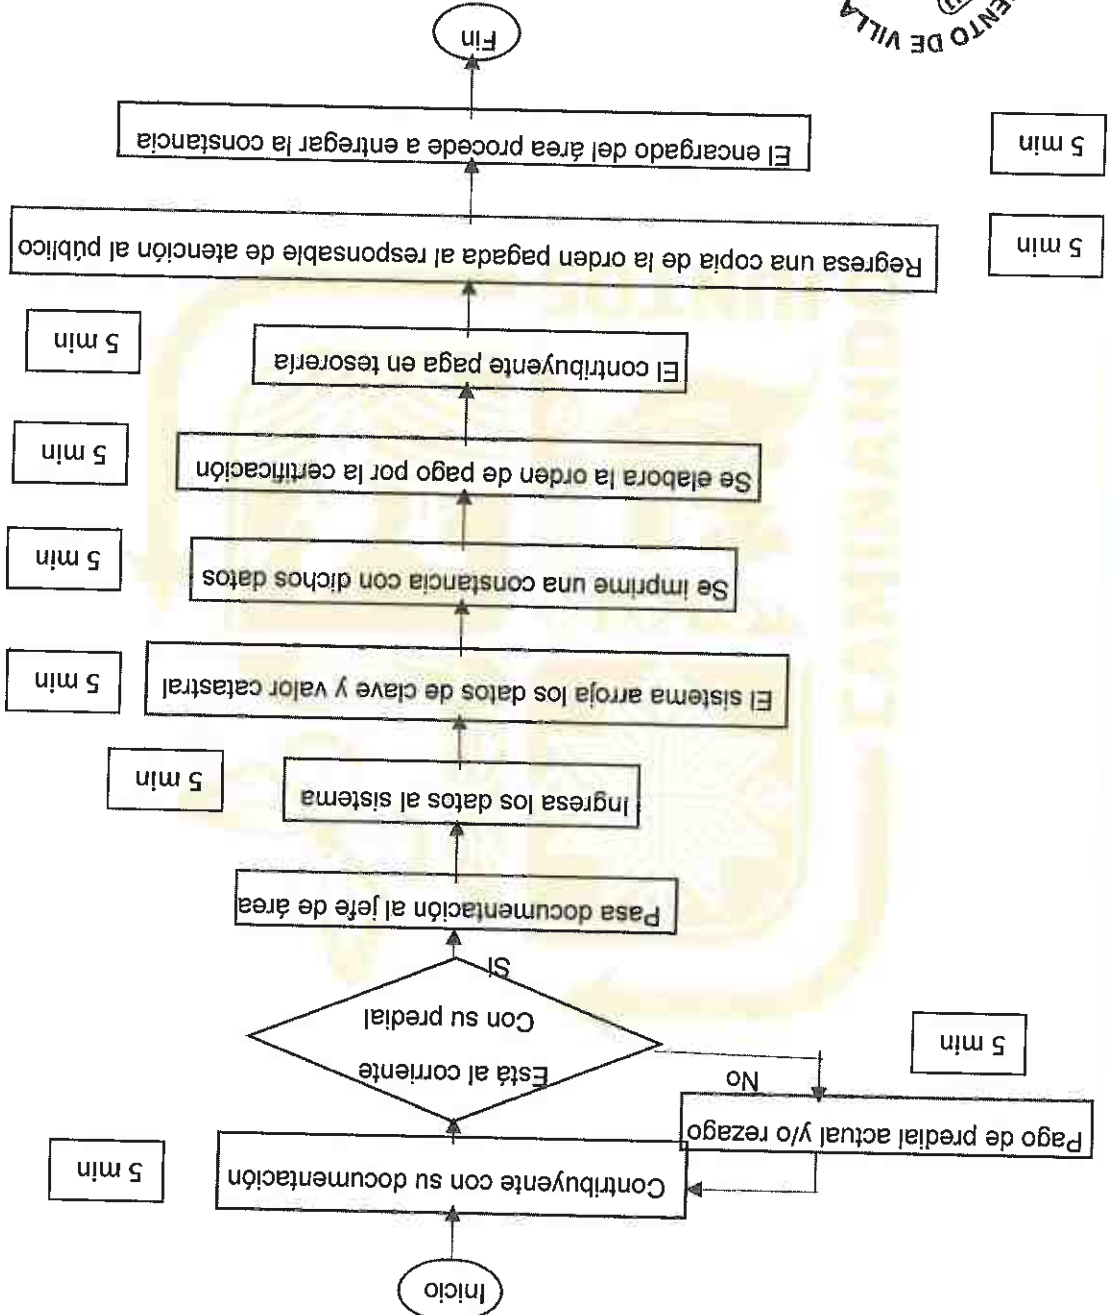 Inicio
Contribuyente con su documentación
5 min
Pago de predial actual y/o rezago
No
5 min
Está al corriente
Con su predial
SI
Pasa documentación al jefe de área
Ingresa los datos al sistema
5 min
El sistema arroja los datos de clave y valor catastral
5 min
Se imprime una constancia con dichos datos
5 min
Se elabora la orden de pago por la certificación
5 min
El contribuyente paga en tesorería
5 min
Regresa una copia de la orden pagada al responsable de atención al público
5 min
El encargado del área procede a entregar la constancia
5 min
Fin
CAMINANDO
JUNTOS
ENTO DE VILLA